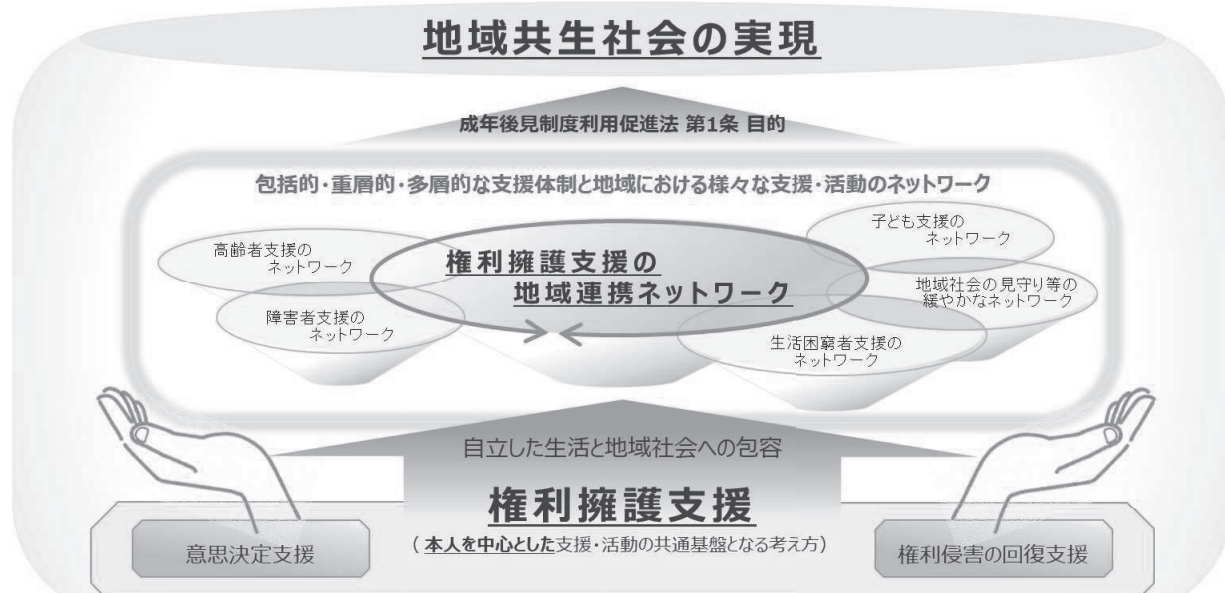 地域共生社会の実現
成年後見制度利用促進法 第1条 目的
包括的・重層的・多層的な支援体制と地域における様々な支援・活動のネットワーク
高齢者支援の
ネットワーク
障害者支援の
ネットワーク
権利擁護支援の
地域連携ネットワーク
子ども支援の
ネットワーク
地域社会の見守り等の
緩やかなネットワーク
生活困窮者支援の
ネットワーク
自立した生活と地域社会への包容
権利擁護支援
(本人を中心とした支援・活動の共通基盤となる考え方)
意思決定支援
権利侵害の回復支援